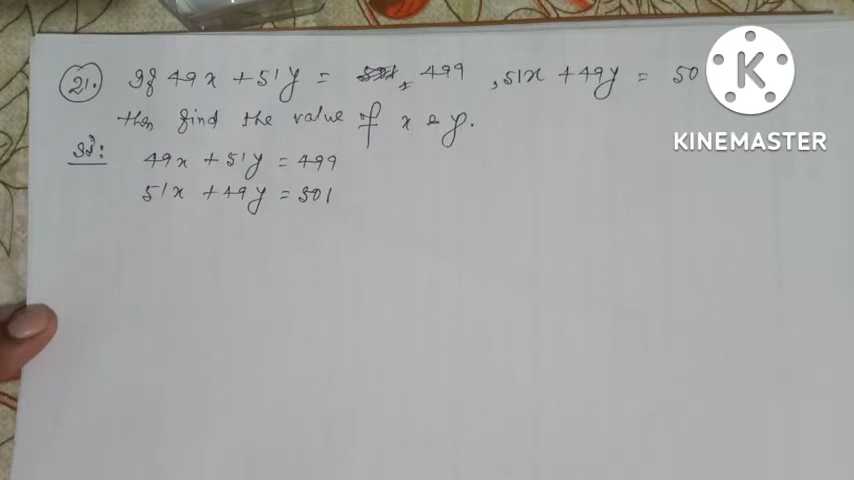 21. If 49x + 51y = 499, 51x + 49y = 50
then find the value of x & y.
49x + 51y = 499
51x + 49y = 501
K
KINEMASTER